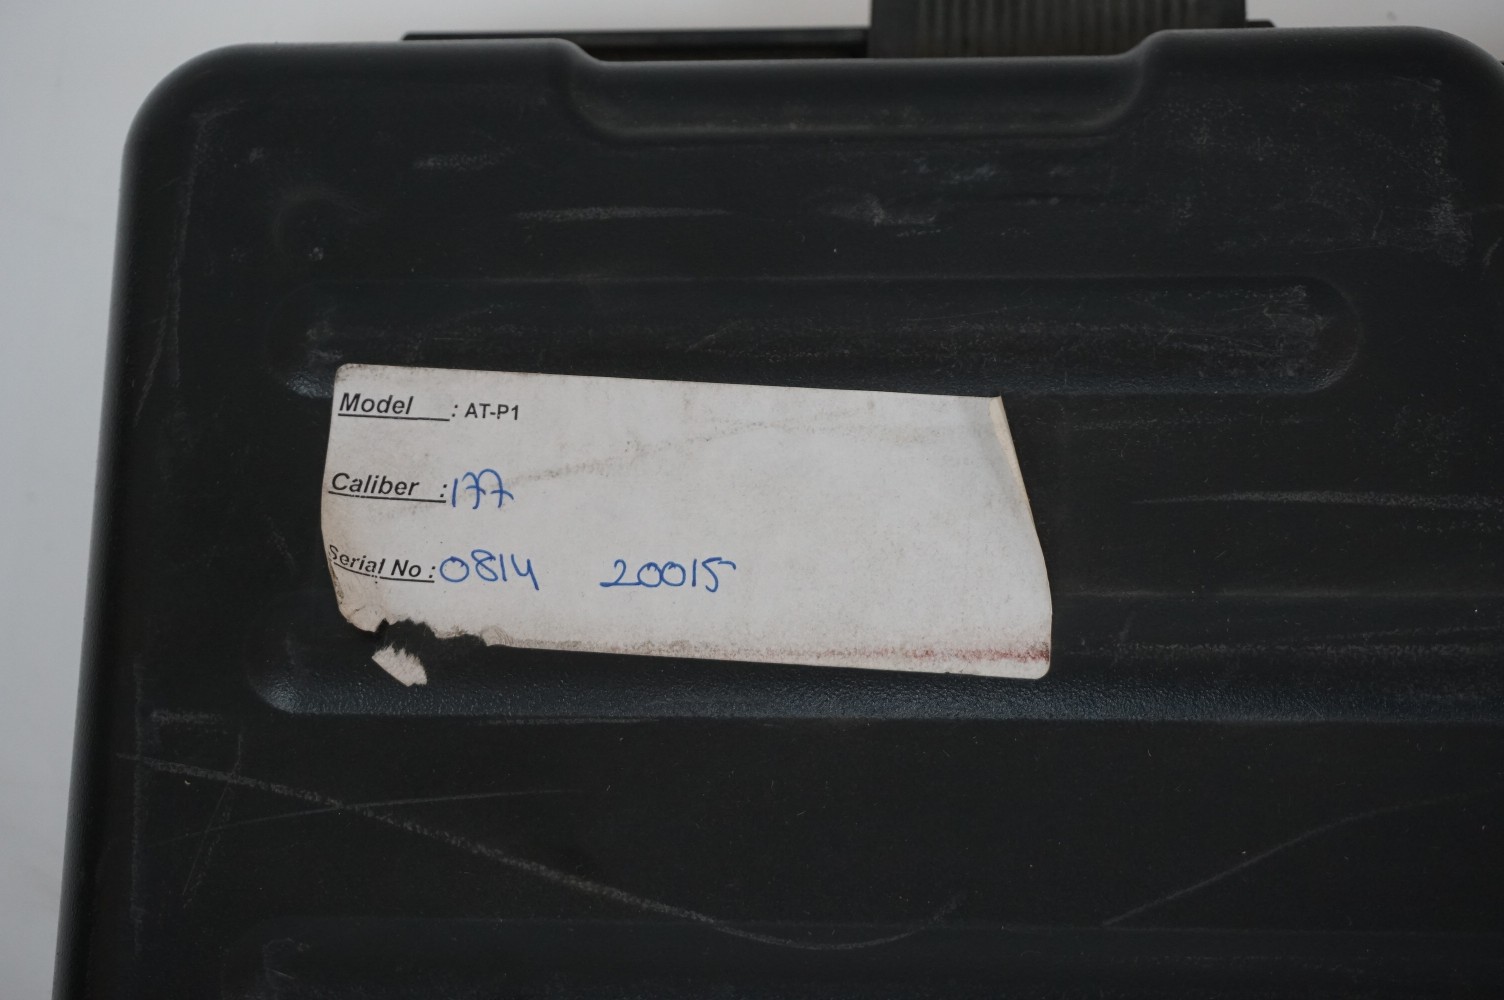 Model : AT-P1
Caliber : 177
Serial No : 0814 20015